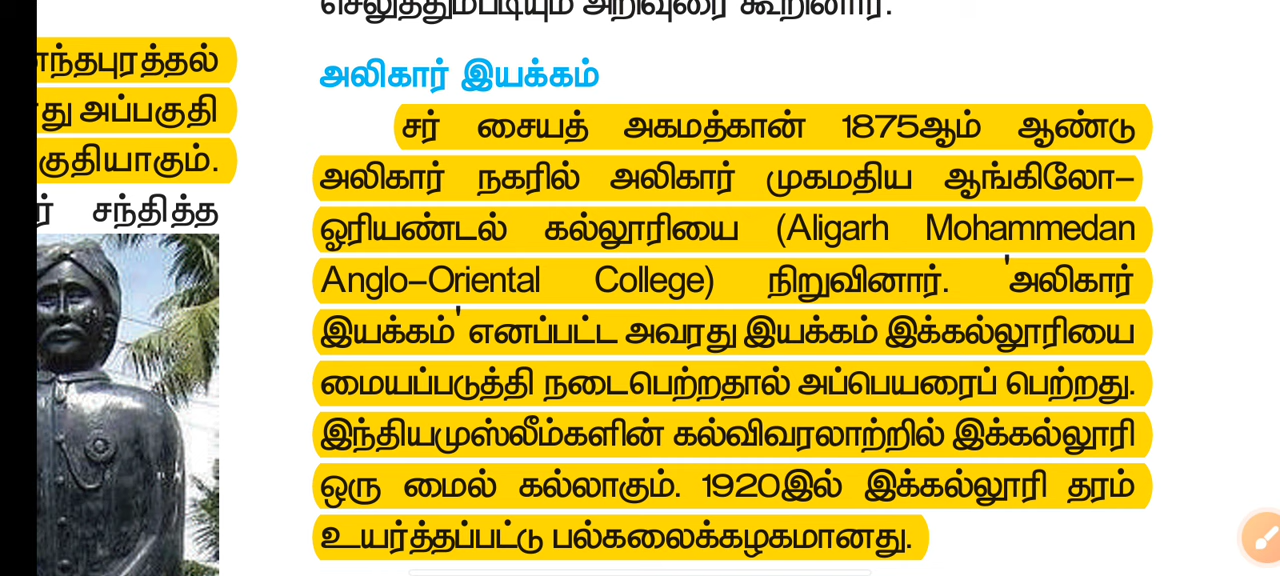 செலுத்தும்படியும் அறிவுரை கூறினார்.
அலிகார் இயக்கம்
சர் சையத் அகமத்கான் 1875ஆம் ஆண்டு
அலிகார் நகரில் அலிகார் முகமதிய ஆங்கிலோ–
ஓரியண்டல் கல்லூரியை (Aligarh Mohammedan
Anglo–Oriental College) நிறுவினார். 'அலிகார்
இயக்கம்' எனப்பட்ட அவரது இயக்கம் இக்கல்லூரியை
மையப்படுத்தி நடைபெற்றதால் அப்பெயரைப் பெற்றது.
இந்தியமுஸ்லீம்களின் கல்விவரலாற்றில் இக்கல்லூரி
ஒரு மைல் கல்லாகும். 1920இல் இக்கல்லூரி தரம்
உயர்த்தப்பட்டு பல்கலைக்கழகமானது.
அப்பகுதி
சந்தித்த